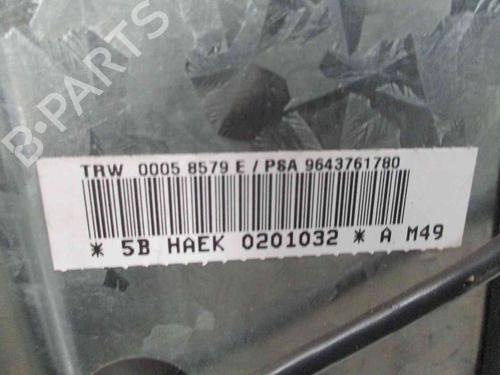 B-PARTS
TRW 0005 8579 E / PSA 9643761780
* 5B HAEK 0201032 * A M49